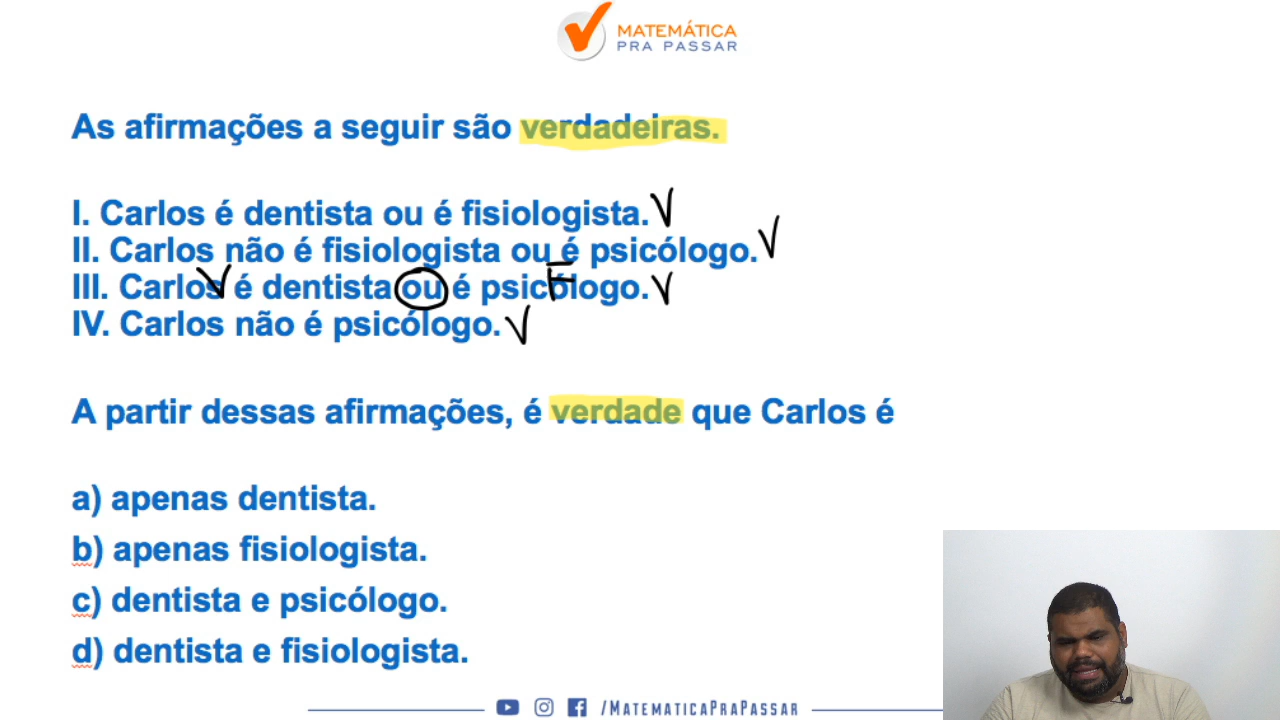 MATEMÁTICA
PRA PASSAR
As afirmações a seguir são verdadeiras.
I. Carlos é dentista ou é fisiologista. V
II. Carlos não é fisiologista ou é psicólogo. V
V F
III. Carlos é dentista ou é psicólogo. V
IV. Carlos não é psicólogo. V
A partir dessas afirmações, é verdade que Carlos é
a) apenas dentista.
b) apenas fisiologista.
c) dentista e psicólogo.
d) dentista e fisiologista.
/MATEMATICAPRAPASSAR